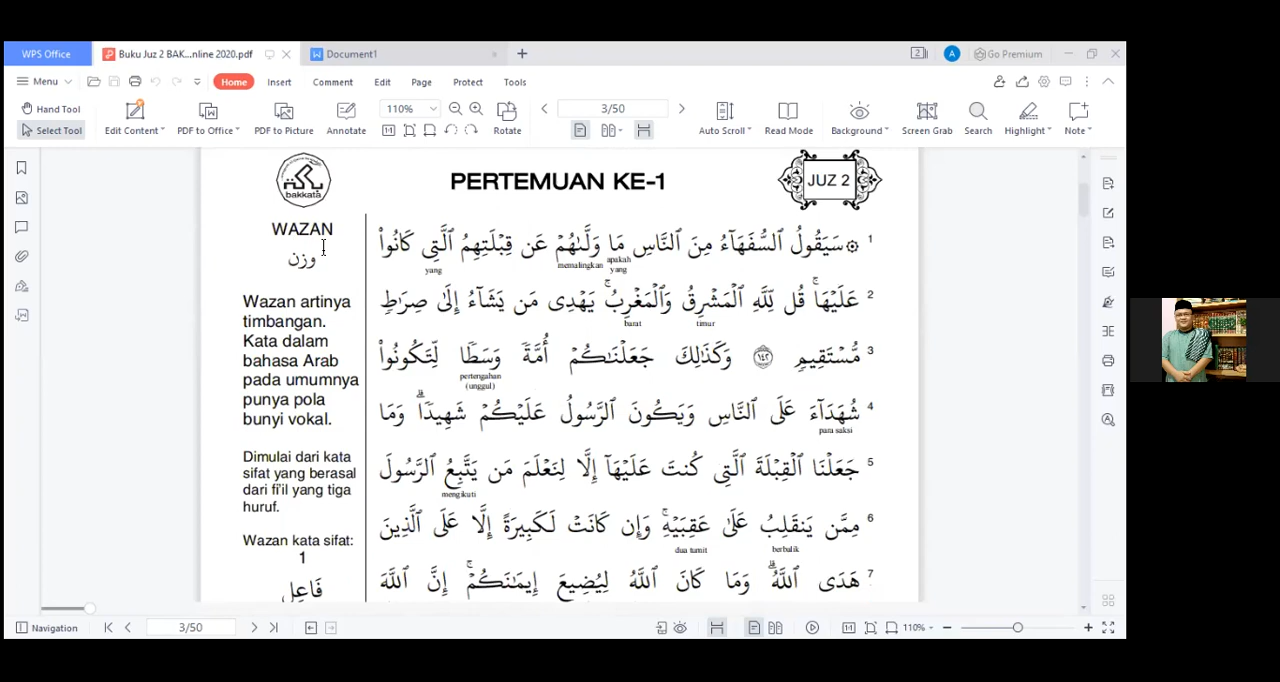 WPS Office
Buku Juz 2 BAK...nline 2020.pdf
Document1
Go Premium
Menu
Home
Insert
Comment
Edit
Page
Protect
Tools
Hand Tool
Select Tool
Edit Content
PDF to Office
PDF to Picture
Annotate
110%
3/50
Rotate
Auto Scroll
Read Mode
Background
Screen Grab
Search
Highlight
Note
bakkata
PERTEMUAN KE-1
JUZ 2
WAZAN
وزن
Wazan artinya
timbangan.
Kata dalam
bahasa Arab
pada umumnya
punya pola
bunyi vokal.
Dimulai dari kata
sifat yang berasal
dari fi'il yang tiga
huruf.
Wazan kata sifat:
1
فَاعِل
1 ۞ سَيَقُولُ ٱلسُّفَهَآءُ مِنَ ٱلنَّاسِ مَا وَلَّىٰهُمۡ عَن قِبۡلَتِهِمُ ٱلَّتِي كَانُواْ
apakah yang
memalingkan
yang
2 عَلَيۡهَاۚ قُل لِّلَّهِ ٱلۡمَشۡرِقُ وَٱلۡمَغۡرِبُۚ يَهۡدِي مَن يَشَآءُ إِلَىٰ صِرَٰطٖ
timur
barat
3 مُّسۡتَقِيمٖ ١٤٢ وَكَذَٰلِكَ جَعَلۡنَٰكُمۡ أُمَّةٗ وَسَطٗا لِّتَكُونُواْ
pertengahan
(unggul)
4 شُهَدَآءَ عَلَى ٱلنَّاسِ وَيَكُونَ ٱلرَّسُولُ عَلَيۡكُمۡ شَهِيدٗاۗ وَمَا
para saksi
5 جَعَلۡنَا ٱلۡقِبۡلَةَ ٱلَّتِي كُنتَ عَلَيۡهَآ إِلَّا لِنَعۡلَمَ مَن يَتَّبِعُ ٱلرَّسُولَ
mengikuti
6 مِمَّن يَنقَلِبُ عَلَىٰ عَقِبَيۡهِۚ وَإِن كَانَتۡ لَكَبِيرَةً إِلَّا عَلَى ٱلَّذِينَ
berbalik
dua tumit
7 هَدَى ٱللَّهُۗ وَمَا كَانَ ٱللَّهُ لِيُضِيعَ إِيمَٰنَكُمۡۚ إِنَّ ٱللَّهَ
Navigation
3/50
110%